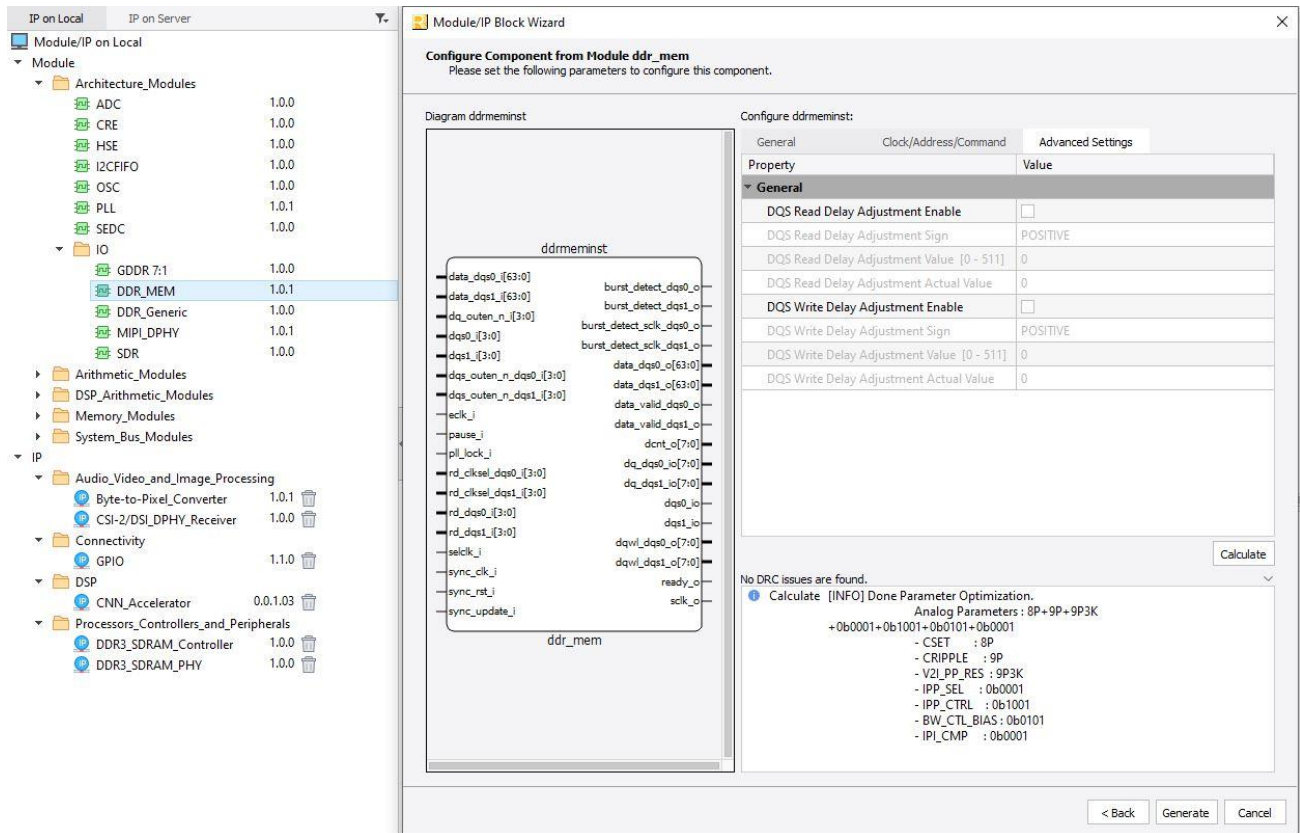 IP on Local IP on Server
Module/IP on Local
Module
Architecture_Modules
ADC 1.0.0
CRE 1.0.0
HSE 1.0.0
I2CFIFO 1.0.0
OSC 1.0.0
PLL 1.0.1
SEDC 1.0.0
IO
GDDR 7:1 1.0.0
DDR_MEM 1.0.1
DDR_Generic 1.0.0
MIPI_DPHY 1.0.1
SDR 1.0.0
Arithmetic_Modules
DSP_Arithmetic_Modules
Memory_Modules
System_Bus_Modules
IP
Audio_Video_and_Image_Processing
Byte-to-Pixel_Converter 1.0.1
CSI-2/DSI_DPHY_Receiver 1.0.0
Connectivity
GPIO 1.1.0
DSP
CNN_Accelerator 0.0.1.03
Processors_Controllers_and_Peripherals
DDR3_SDRAM_Controller 1.0.0
DDR3_SDRAM_PHY 1.0.0
Module/IP Block Wizard
Configure Component from Module ddr_mem
Please set the following parameters to configure this component.
Diagram ddrmeminst
ddrmeminst
data_dqs0_i[63:0]
data_dqs1_i[63:0]
dq_outen_n_i[3:0]
dqs0_i[3:0]
dqs1_i[3:0]
dqs_outen_n_dqs0_i[3:0]
dqs_outen_n_dqs1_i[3:0]
eclk_i
pause_i
pll_lock_i
rd_clksel_dqs0_i[3:0]
rd_clksel_dqs1_i[3:0]
rd_dqs0_i[3:0]
rd_dqs1_i[3:0]
selclk_i
sync_clk_i
sync_rst_i
sync_update_i
burst_detect_dqs0_o
burst_detect_dqs1_o
burst_detect_sclk_dqs0_o
burst_detect_sclk_dqs1_o
data_dqs0_o[63:0]
data_dqs1_o[63:0]
data_valid_dqs0_o
data_valid_dqs1_o
dcnt_o[7:0]
dq_dqs0_io[7:0]
dq_dqs1_io[7:0]
dqs0_io
dqs1_io
dqwl_dqs0_o[7:0]
dqwl_dqs1_o[7:0]
ready_o
sclk_o
ddr_mem
Configure ddrmeminst:
General Clock/Address/Command Advanced Settings
Property Value
General
DQS Read Delay Adjustment Enable
DQS Read Delay Adjustment Sign POSITIVE
DQS Read Delay Adjustment Value [0 - 511] 0
DQS Read Delay Adjustment Actual Value 0
DQS Write Delay Adjustment Enable
DQS Write Delay Adjustment Sign POSITIVE
DQS Write Delay Adjustment Value [0 - 511] 0
DQS Write Delay Adjustment Actual Value 0
Calculate
No DRC issues are found.
Calculate [INFO] Done Parameter Optimization.
Analog Parameters : 8P+9P+9P3K
+0b0001+0b1001+0b0101+0b0001
- CSET : 8P
- CRIPPLE : 9P
- V2I_PP_RES : 9P3K
- IPP_SEL : 0b0001
- IPP_CTRL : 0b1001
- BW_CTL_BIAS : 0b0101
- IPI_CMP : 0b0001
< Back Generate Cancel